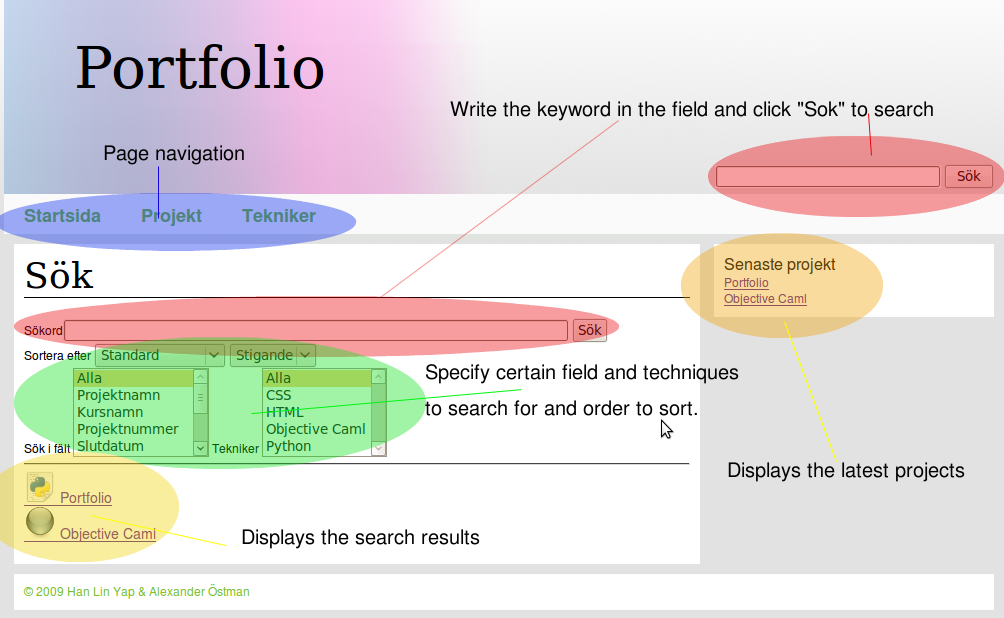 Portfolio
Write the keyword in the field and click "Sok" to search
Page navigation
Sök
Startsida Projekt Tekniker
Sök
Senaste projekt
Portfolio
Objective Caml
Sökord Sök
Sortera efter Standard Stigande
Alla
Projektnamn
Kursnamn
Projektnummer
Slutdatum
Sök i fält
Alla
CSS
HTML
Objective Caml
Python
Tekniker
Specify certain field and techniques
to search for and order to sort.
Displays the latest projects
Portfolio
Objective Caml
Displays the search results
© 2009 Han Lin Yap & Alexander Östman